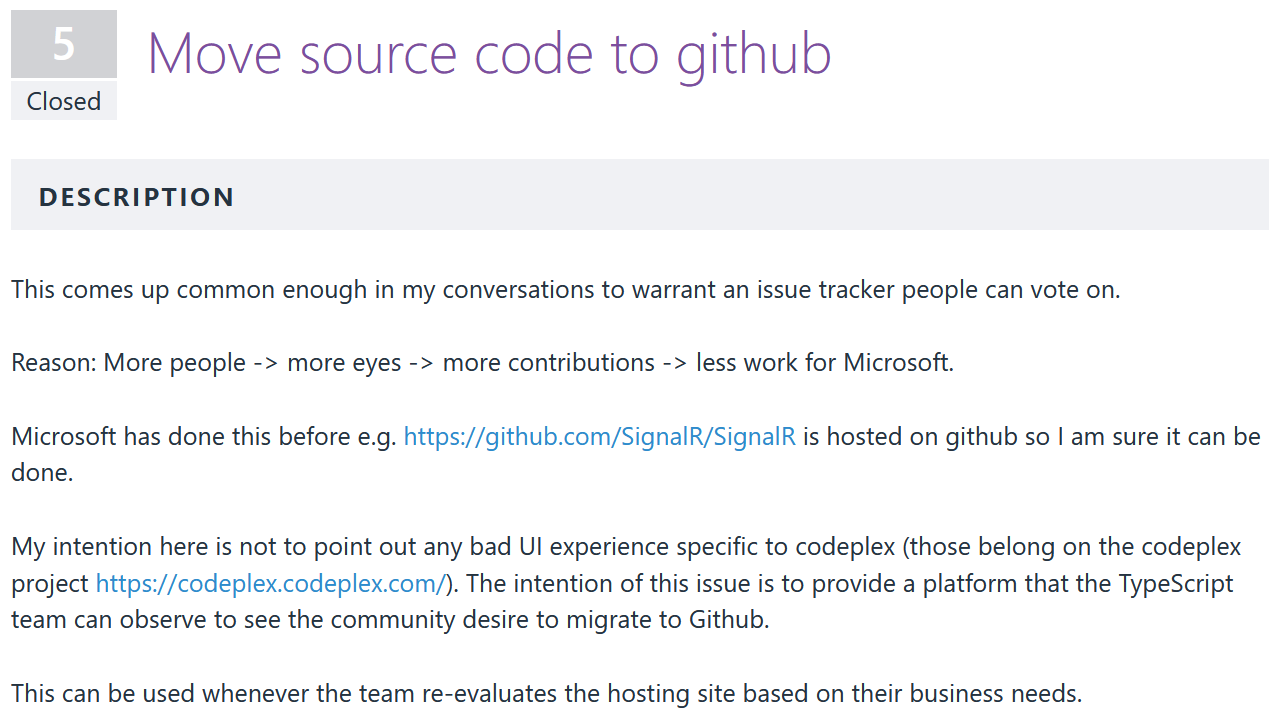 5
Move source code to github
Closed
DESCRIPTION
This comes up common enough in my conversations to warrant an issue tracker people can vote on.
Reason: More people -> more eyes -> more contributions -> less work for Microsoft.
Microsoft has done this before e.g. https://github.com/SignalR/SignalR is hosted on github so I am sure it can be
done.
My intention here is not to point out any bad UI experience specific to codeplex (those belong on the codeplex
project https://codeplex.codeplex.com/). The intention of this issue is to provide a platform that the TypeScript
team can observe to see the community desire to migrate to Github.
This can be used whenever the team re-evaluates the hosting site based on their business needs.